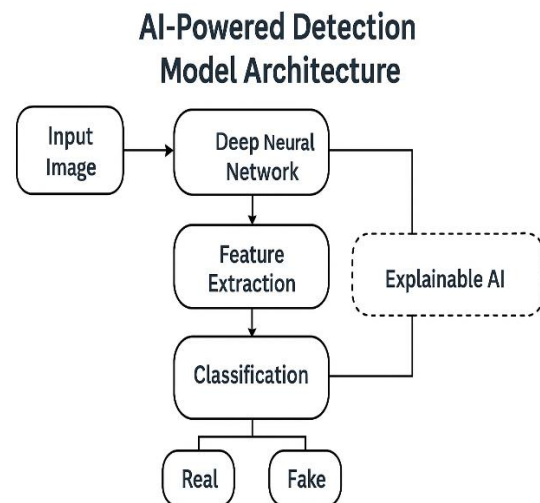 AI-Powered Detection
Model Architecture
Input
Image
Deep Neural
Network
Feature
Extraction
Explainable AI
Classification
Real
Fake